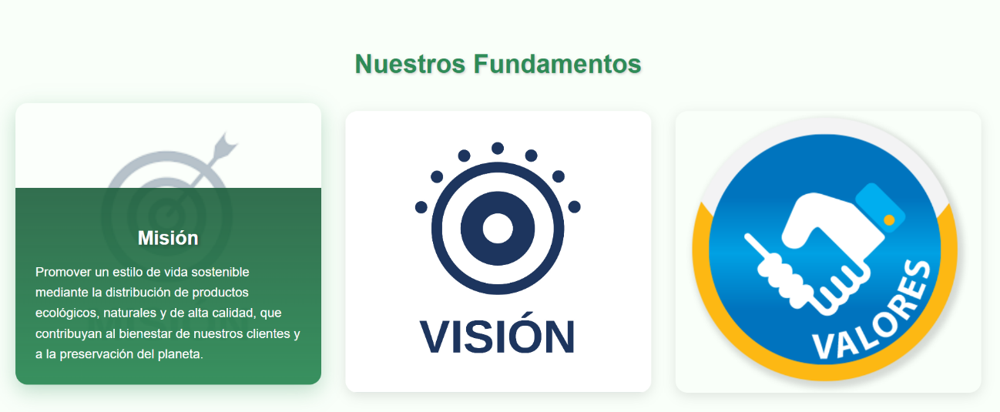 Nuestros Fundamentos
Misión
Promover un estilo de vida sostenible
mediante la distribución de productos
ecológicos, naturales y de alta calidad, que
contribuyan al bienestar de nuestros clientes y
a la preservación del planeta.
VISIÓN
VALORES